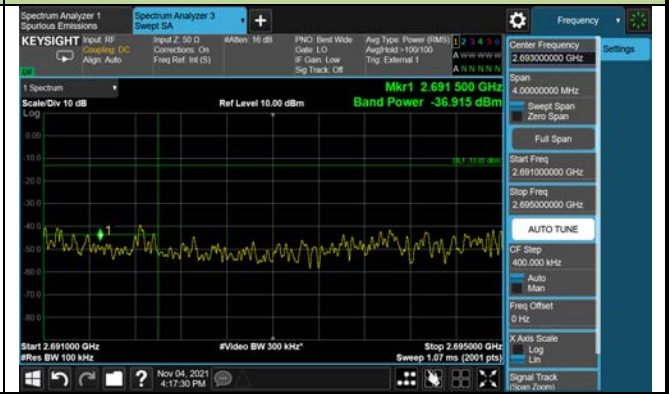 Spectrum Analyzer 1
Spurious Emissions
Spectrum Analyzer 3
Swept SA
Frequency
KEYSIGHT
Input: RF
Coupling: DC
Align: Auto
Input Z: 50 Ω
Corrections: On
Freq Ref: Int (S)
#Atten: 16 dB
PNO: Best Wide
Gate: LO
IF Gain: Low
Sig Track: Off
Avg Type: Power (RMS)
Avg|Hold:>100/100
Trig: External 1
1 2 3 4 5 6
A W W W W W
A N N N N N
1 Spectrum
Scale/Div 10 dB
Ref Level 10.00 dBm
Mkr1 2.691 500 GHz
Band Power -36.915 dBm
Log
0.00
-10.0
-20.0
-30.0
-40.0
-50.0
-60.0
-70.0
-80.0
1
Start 2.691000 GHz
#Res BW 100 kHz
#Video BW 300 kHz*
Stop 2.695000 GHz
Sweep 1.07 ms (2001 pts)
Nov 04, 2021
4:17:30 PM
Center Frequency
2.693000000 GHz
Settings
Span
4.00000000 MHz
Swept Span
Zero Span
Full Span
Start Freq
2.691000000 GHz
Stop Freq
2.695000000 GHz
AUTO TUNE
CF Step
400.000 kHz
Auto
Man
Freq Offset
0 Hz
X Axis Scale
Log
Lin
Signal Track
(Span Zoom)